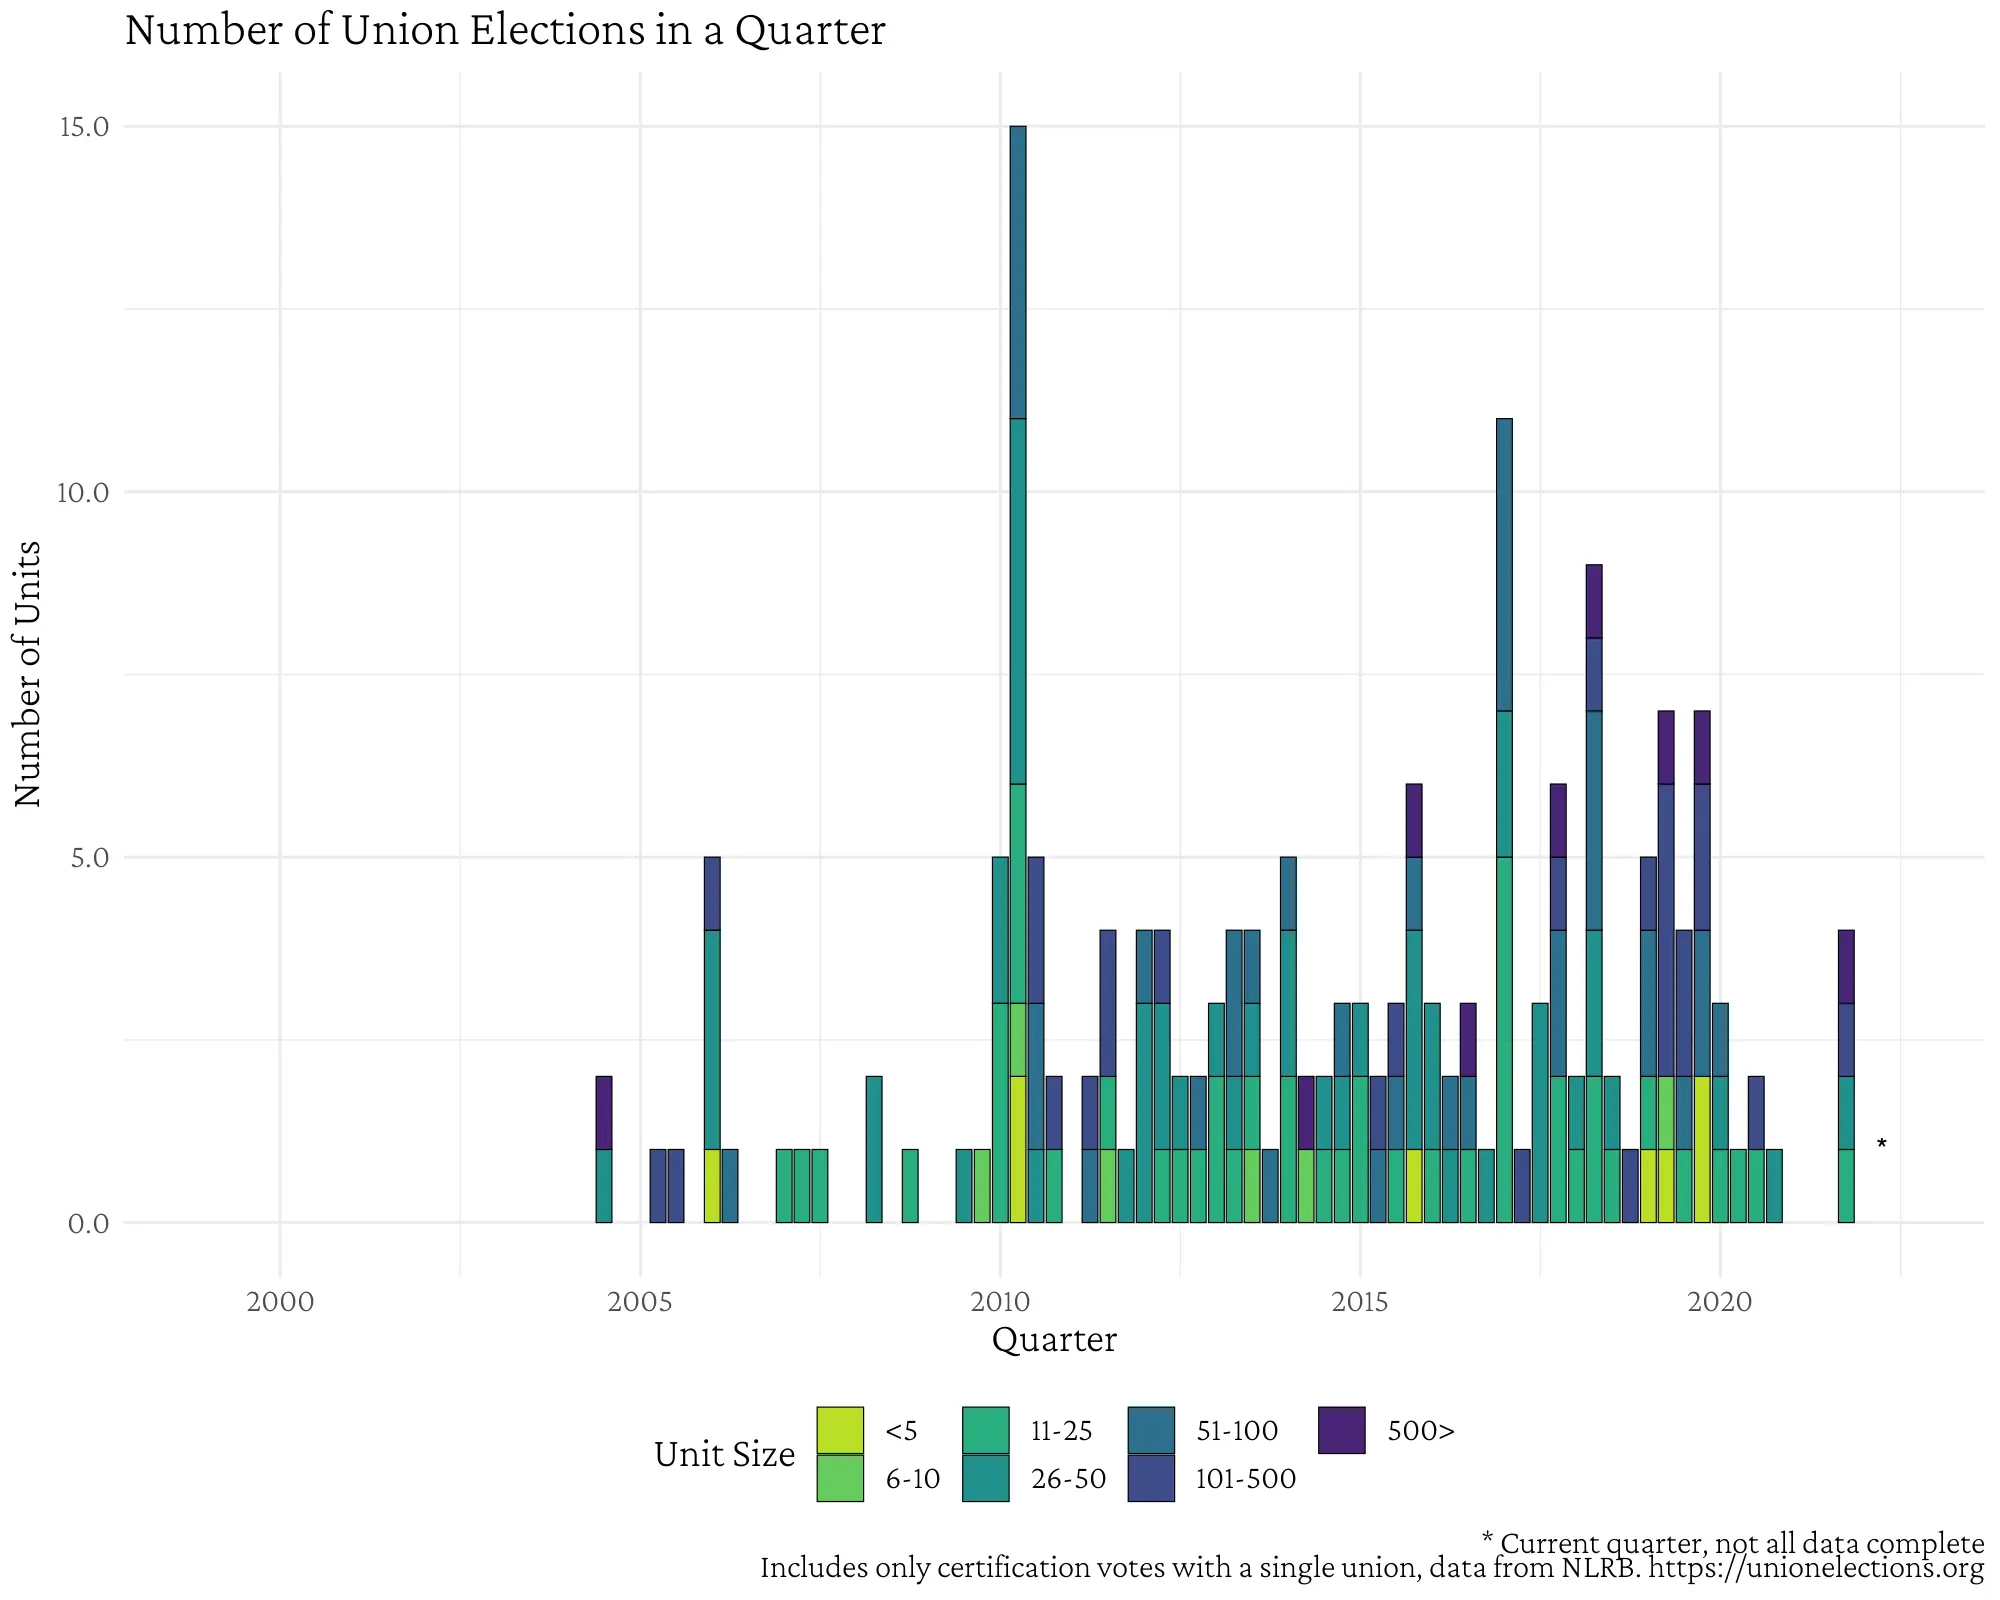 Number of Union Elections in a Quarter
15.0
10.0
5.0
0.0
Number of Units
2000 2005 2010 2015 2020
Quarter
*
Unit Size
<5 11-25 51-100 500>
6-10 26-50 101-500
* Current quarter, not all data complete
Includes only certification votes with a single union, data from NLRB. https://unionelections.org